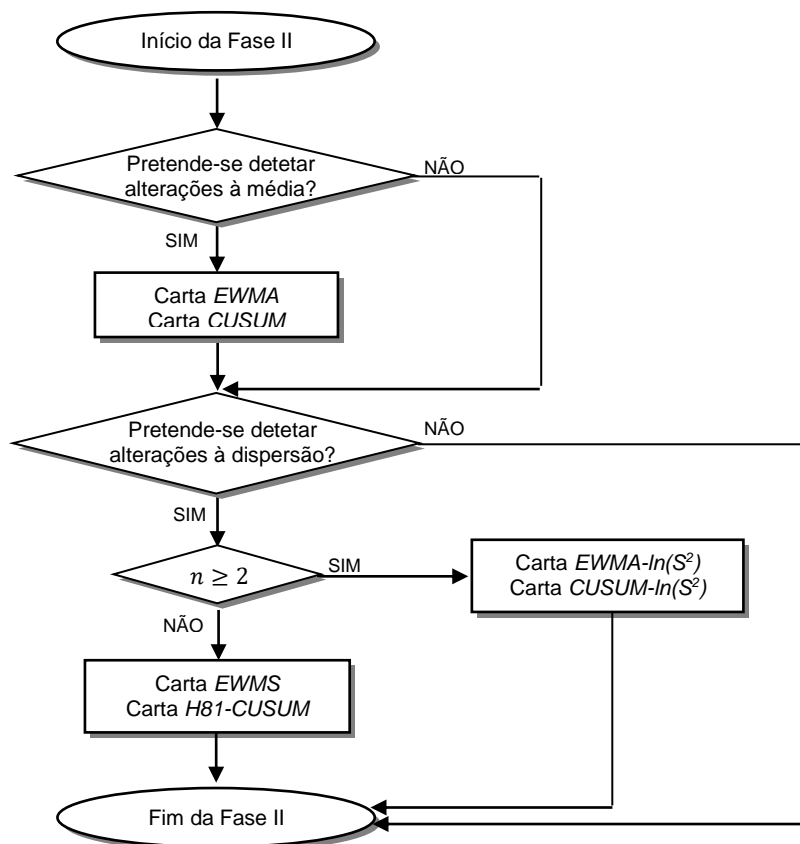 Início da Fase II
Pretende-se detetar
alterações à média?
NÃO
SIM
Carta EWMA
Carta CUSUM
Pretende-se detetar
alterações à dispersão?
NÃO
SIM
n ≥ 2
SIM
Carta EWMA-ln(S²)
Carta CUSUM-ln(S²)
NÃO
Carta EWMS
Carta H81-CUSUM
Fim da Fase II